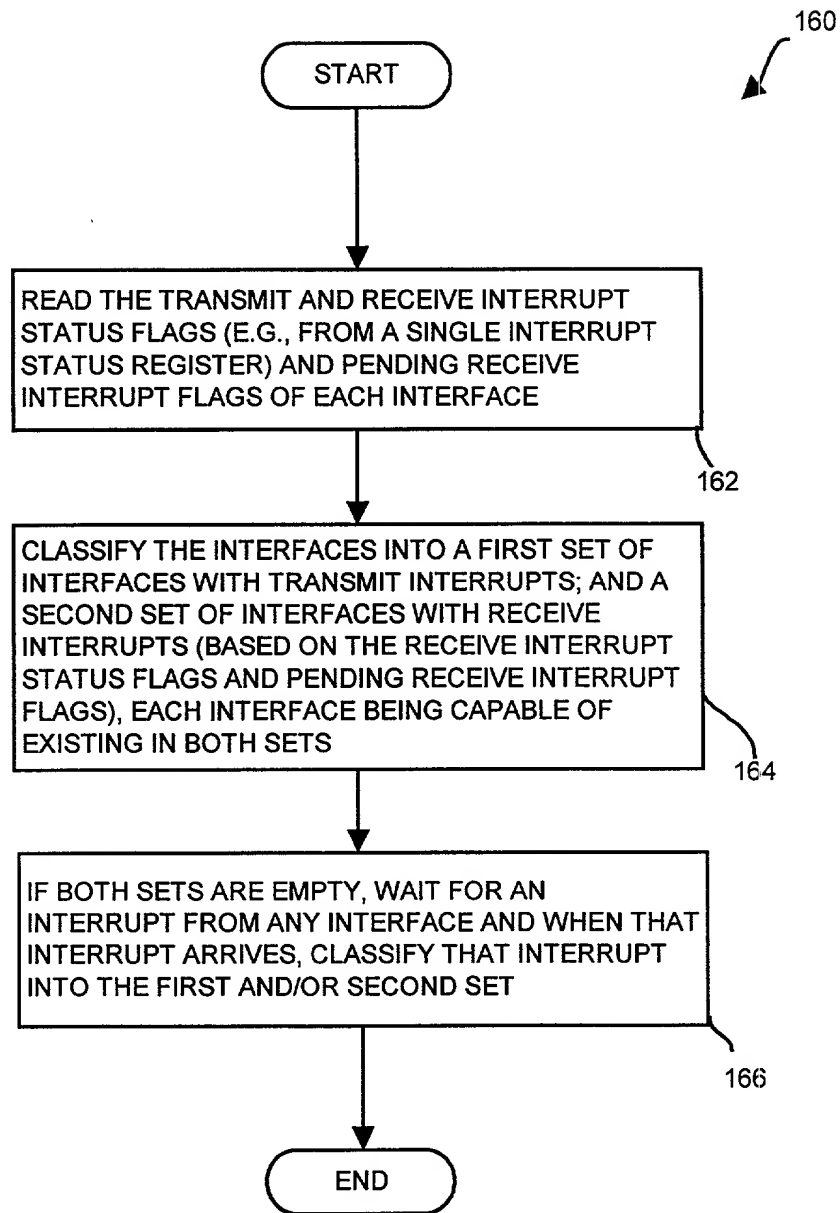 160
START
READ THE TRANSMIT AND RECEIVE INTERRUPT
STATUS FLAGS (E.G., FROM A SINGLE INTERRUPT
STATUS REGISTER) AND PENDING RECEIVE
INTERRUPT FLAGS OF EACH INTERFACE
162
CLASSIFY THE INTERFACES INTO A FIRST SET OF
INTERFACES WITH TRANSMIT INTERRUPTS; AND A
SECOND SET OF INTERFACES WITH RECEIVE
INTERRUPTS (BASED ON THE RECEIVE INTERRUPT
STATUS FLAGS AND PENDING RECEIVE INTERRUPT
FLAGS), EACH INTERFACE BEING CAPABLE OF
EXISTING IN BOTH SETS
164
IF BOTH SETS ARE EMPTY, WAIT FOR AN
INTERRUPT FROM ANY INTERFACE AND WHEN THAT
INTERRUPT ARRIVES, CLASSIFY THAT INTERRUPT
INTO THE FIRST AND/OR SECOND SET
166
END